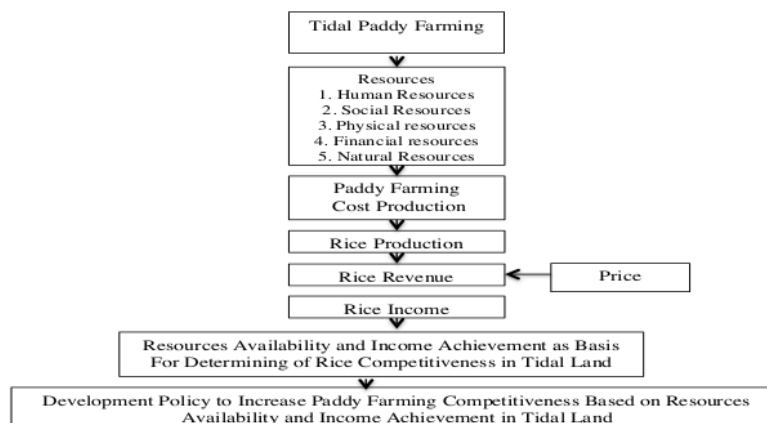 Tidal Paddy Farming
Resources
1. Human Resources
2. Social Resources
3. Physical resources
4. Financial resources
5. Natural Resources
Paddy Farming
Cost Production
Rice Production
Rice Revenue
Price
Rice Income
Resources Availability and Income Achievement as Basis
For Determining of Rice Competitiveness in Tidal Land
Development Policy to Increase Paddy Farming Competitiveness Based on Resources
Availability and Income Achievement in Tidal Land